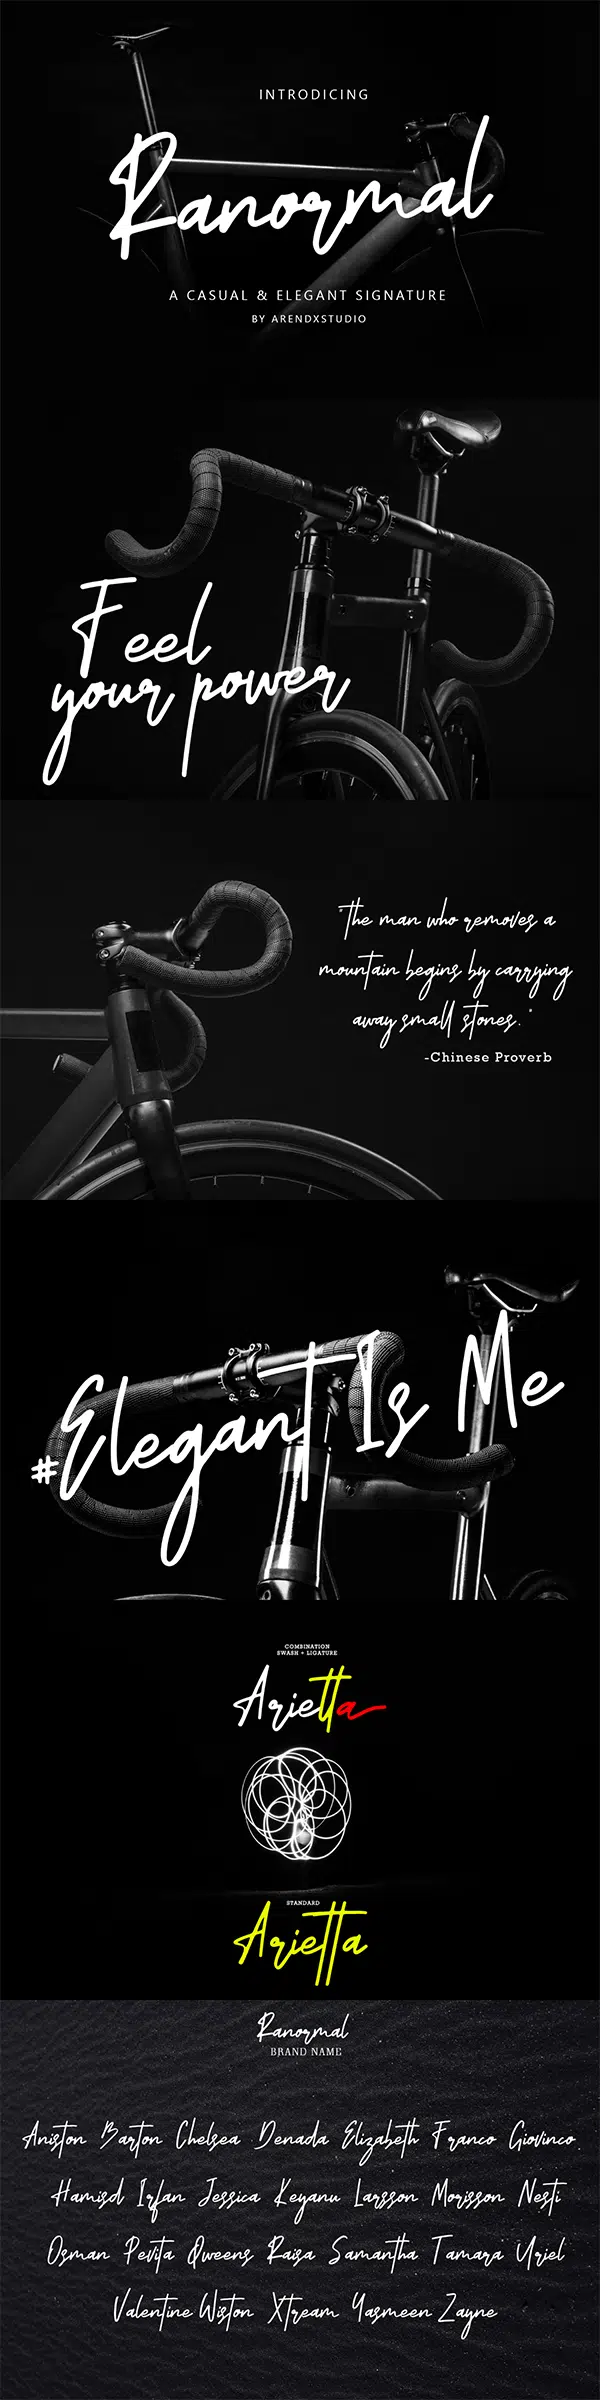 INTRODICING
Ranormal
A CASUAL & ELEGANT SIGNATURE
BY ARENDXSTUDIO
Feel
your power
"the man who removes a
mountain begins by carrying
away small stones."
-Chinese Proverb
#Elegant Is Me
COMBINATION
SWASH + LIGATURE
Arietta
STANDARD
Arietta
Ranormal
BRAND NAME
Aniston Barton Chelsea Denada Elizabeth Franco Giovinco
Hamisd Irfan Jessica Keyanu Larsson Morisson Nesti
Osman Pevita Qweens Raisa Samantha Tamara Uriel
Valentine Wiston Xtream Yasmeen Zayne